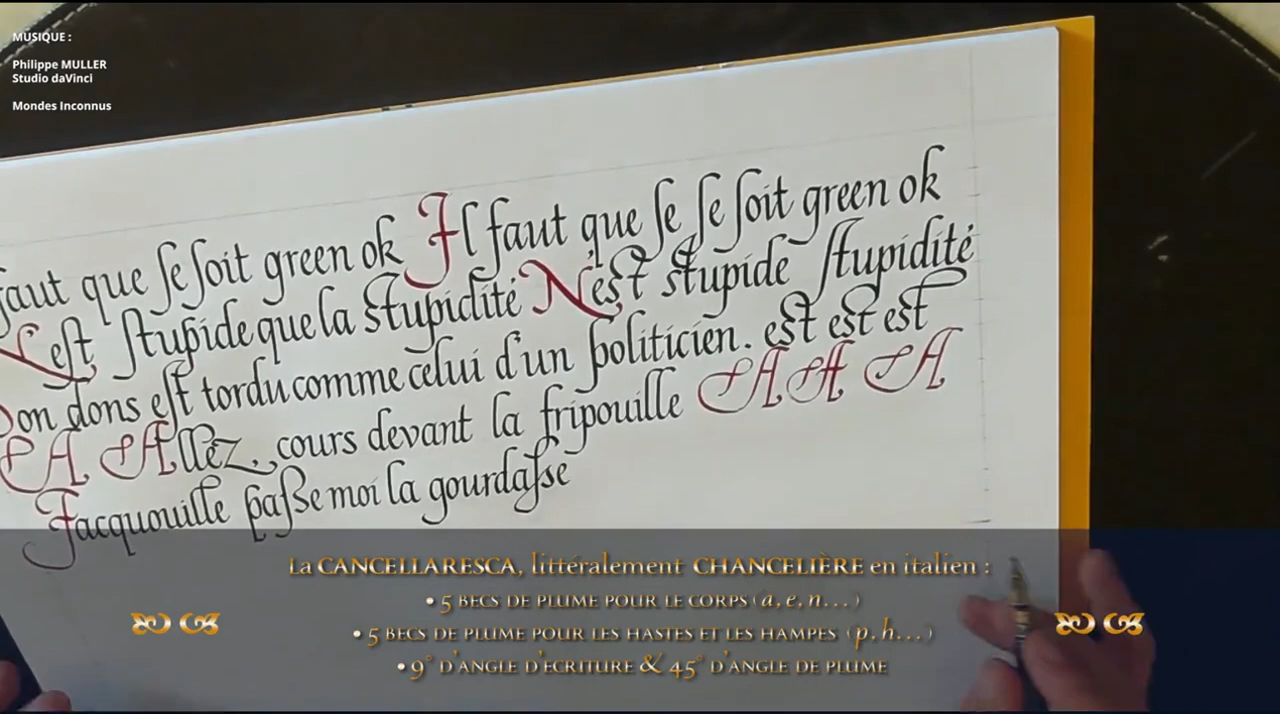 MUSIQUE :
Philippe MULLER
Studio daVinci
Mondes Inconnus
faut que se soit green ok Il faut que se se soit green ok
N'est stupide que la stupidité N'est stupide stupidité
don dons est tordu comme celui d'un politicien. est est est
A Allez, cours devant la fripouille A A A
Jacquouille passe moi la gourdasse
La CANCELLARESCA, littéralement CHANCELIÈRE en italien :
• 5 BECS DE PLUME POUR LE CORPS (a, e, n...)
• 5 BECS DE PLUME POUR LES HASTES ET LES HAMPES (p, h...)
• 9° D'ANGLE D'ECRITURE & 45° D'ANGLE DE PLUME